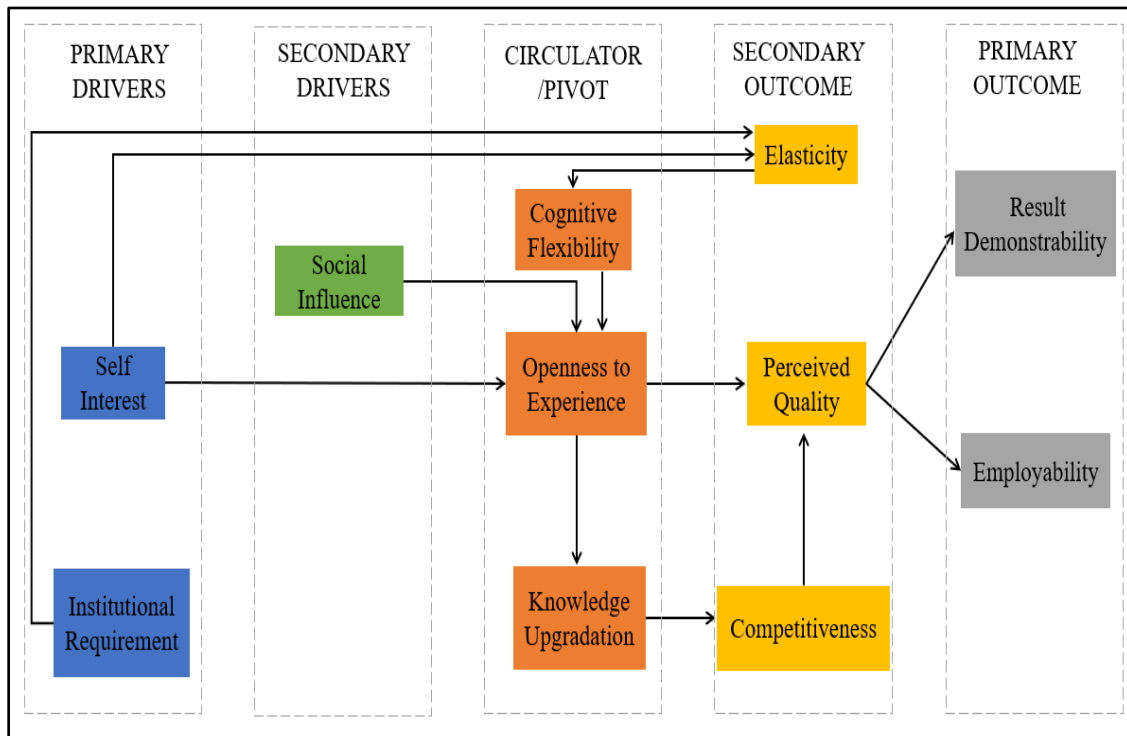 PRIMARY
DRIVERS
SECONDARY
DRIVERS
CIRCULATOR
/PIVOT
SECONDARY
OUTCOME
PRIMARY
OUTCOME
Elasticity
Cognitive
Flexibility
Result
Demonstrability
Social
Influence
Self
Interest
Openness to
Experience
Perceived
Quality
Employability
Institutional
Requirement
Knowledge
Upgradation
Competitiveness